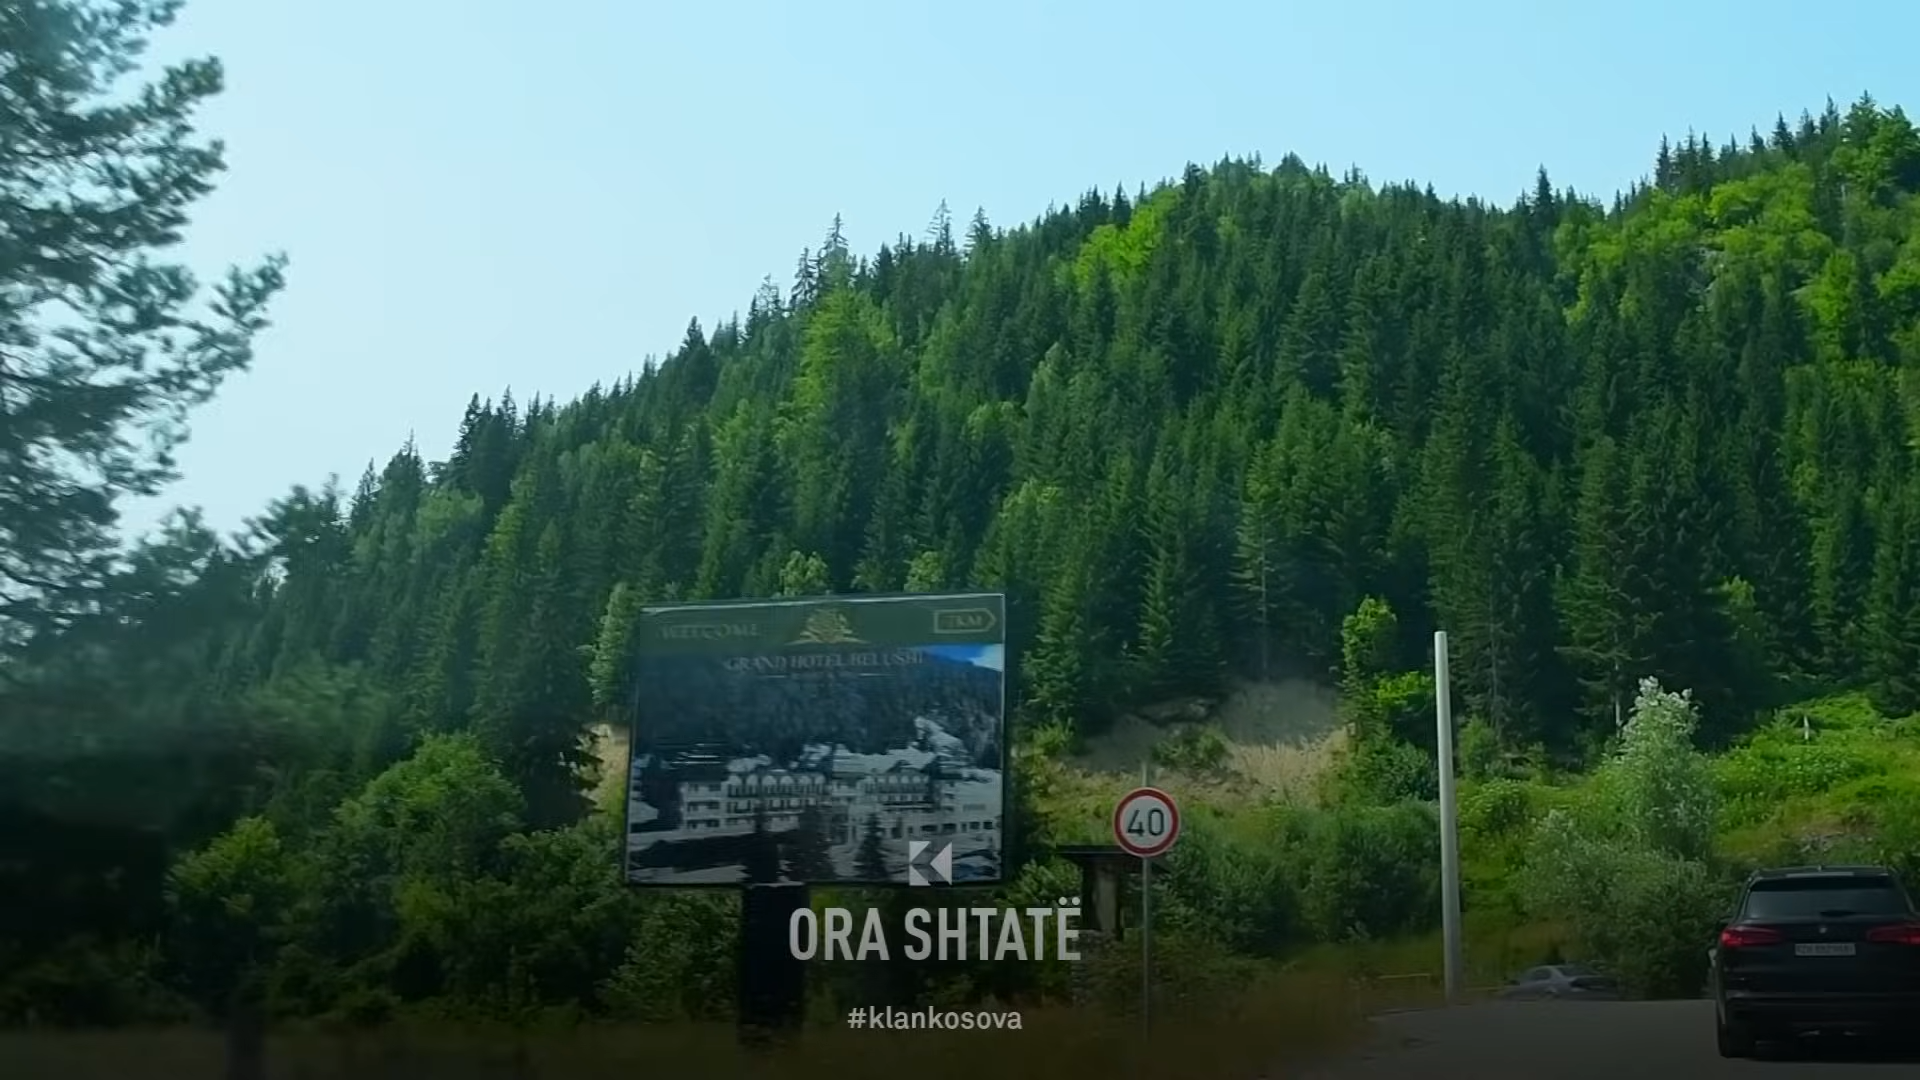 WELCOME
7KM
GRAND HOTEL BELUSHI
40
ORA SHTATË
#klankosova